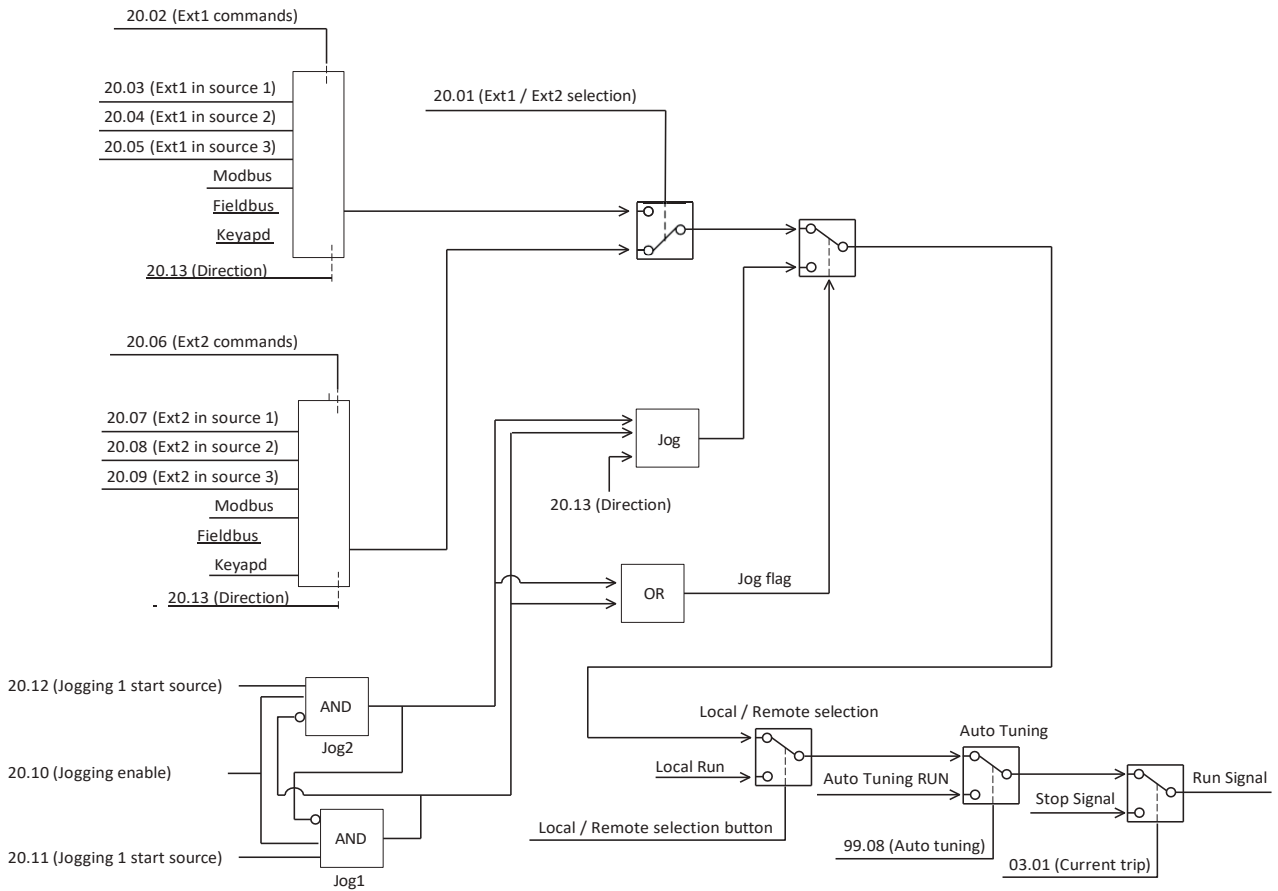 20.02 (Ext1 commands)
20.03 (Ext1 in source 1)
20.04 (Ext1 in source 2)
20.05 (Ext1 in source 3)
Modbus
Fieldbus
Keyapd
20.13 (Direction)
20.01 (Ext1 / Ext2 selection)
20.06 (Ext2 commands)
20.07 (Ext2 in source 1)
20.08 (Ext2 in source 2)
20.09 (Ext2 in source 3)
Modbus
Fieldbus
Keyapd
20.13 (Direction)
Jog
20.13 (Direction)
OR
Jog flag
20.12 (Jogging 1 start source)
AND
Jog2
20.10 (Jogging enable)
AND
20.11 (Jogging 1 start source)
Jog1
Local / Remote selection
Local Run
Local / Remote selection button
Auto Tuning
Auto Tuning RUN
99.08 (Auto tuning)
Stop Signal
Run Signal
03.01 (Current trip)